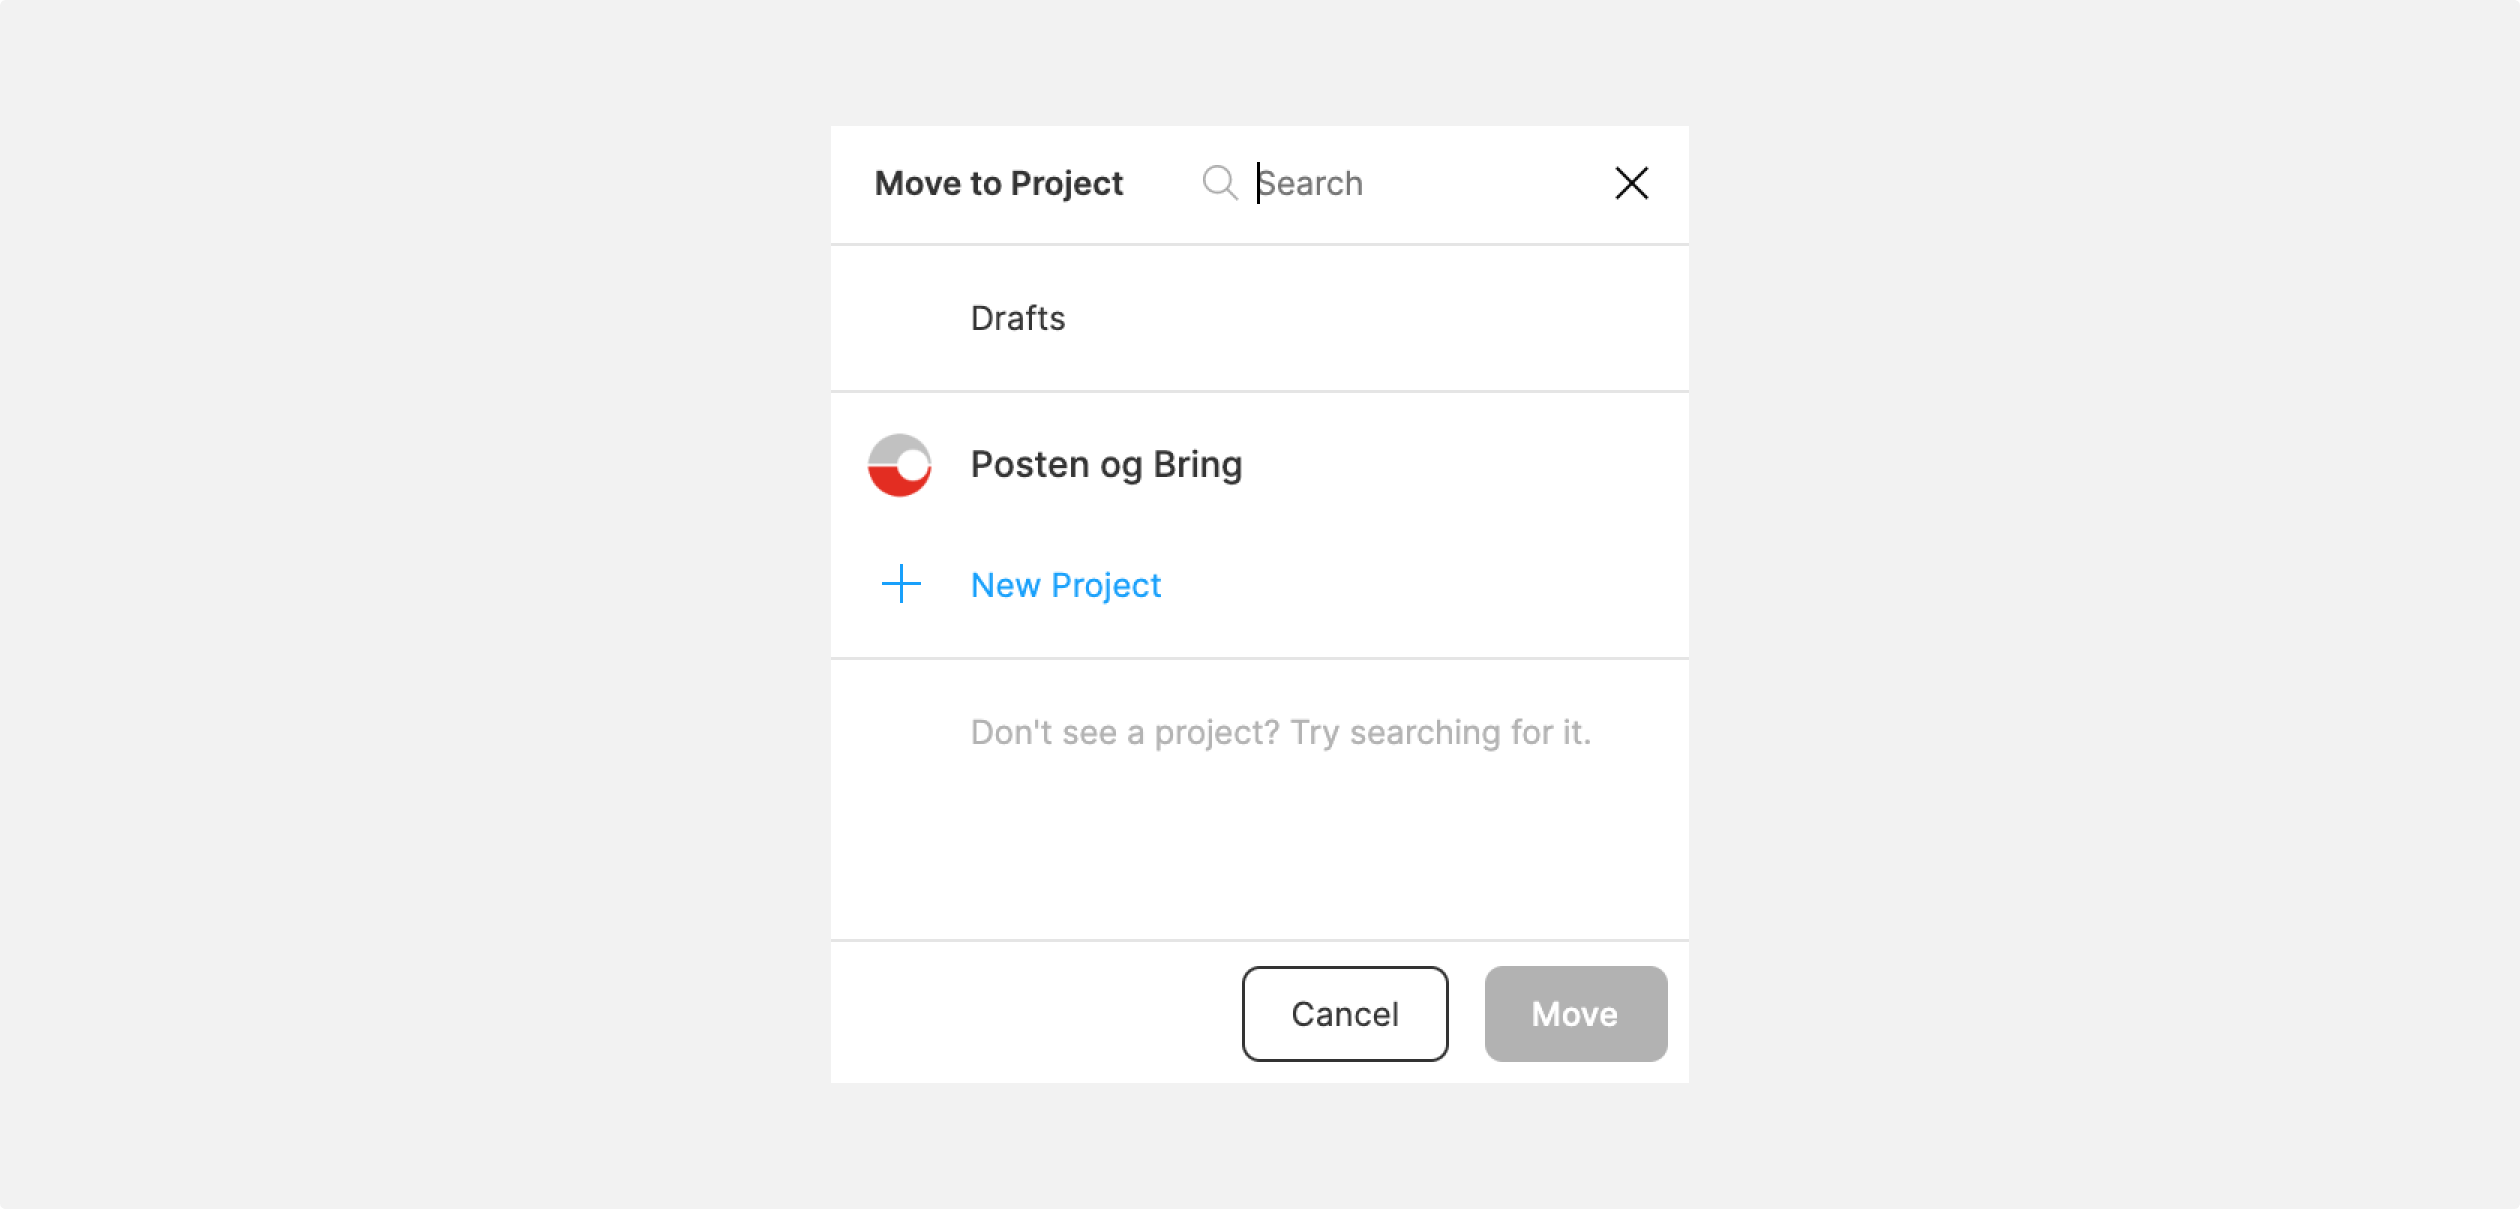 Move to Project
Search
Drafts
Posten og Bring
New Project
Don't see a project? Try searching for it.
Cancel
Move